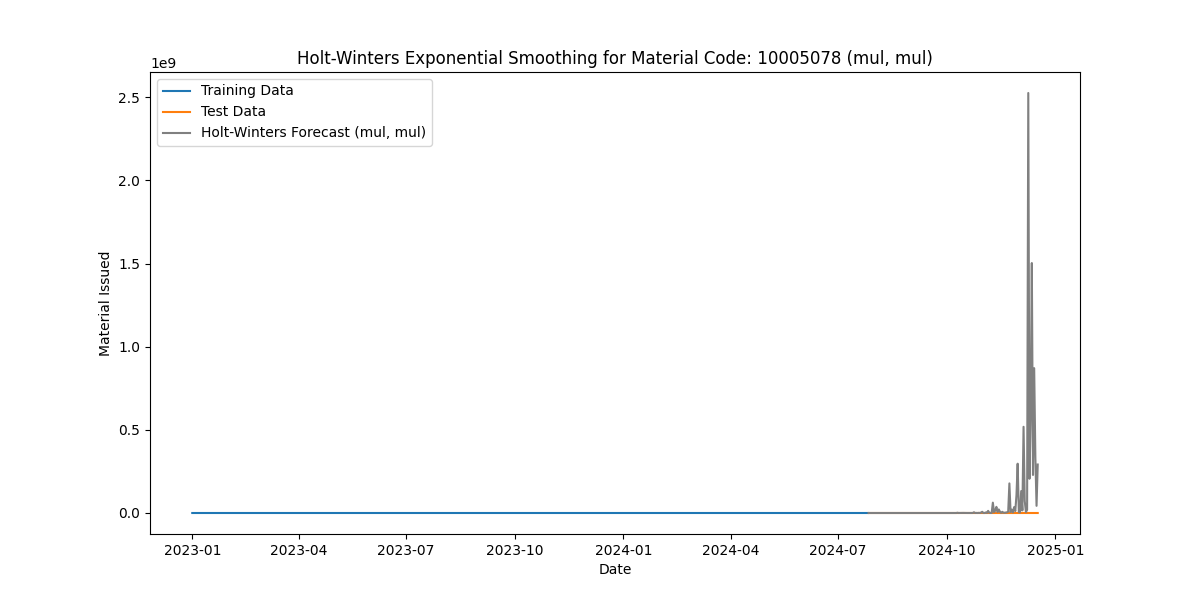 Holt-Winters Exponential Smoothing for Material Code: 10005078 (mul, mul)
1e9
Training Data
Test Data
Holt-Winters Forecast (mul, mul)
2.5
2.0
1.5
1.0
0.5
0.0
Material Issued
2023-01 2023-04 2023-07 2023-10 2024-01 2024-04 2024-07 2024-10 2025-01
Date